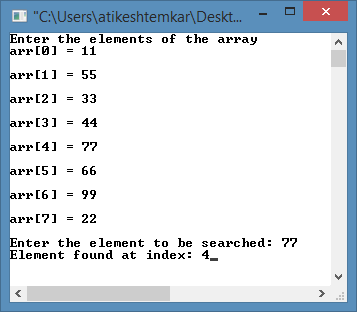 "C:\Users\atikeshtemkar\Deskt...
Enter the elements of the array
arr[0] = 11
arr[1] = 55
arr[2] = 33
arr[3] = 44
arr[4] = 77
arr[5] = 66
arr[6] = 99
arr[7] = 22
Enter the element to be searched: 77
Element found at index: 4